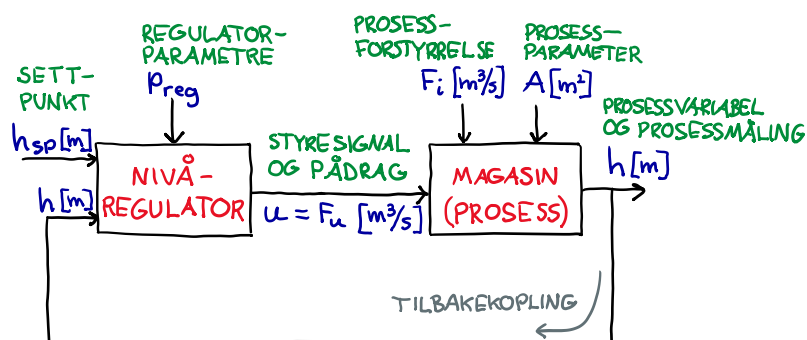 SETT-
PUNKT
h_sp [m]
h [m]
REGULATOR-
PARAMETRE
p_reg
NIVÅ-
REGULATOR
STYRESIGNAL
OG PÅDRAG
u = F_u [m³/s]
PROSESS-
FORSTYRRELSE
F_i [m³/s]
PROSESS-
PARAMETER
A [m²]
MAGASIN
(PROSESS)
PROSESSVARIABEL
OG PROSESSMÅLING
h [m]
TILBAKEKOPLING